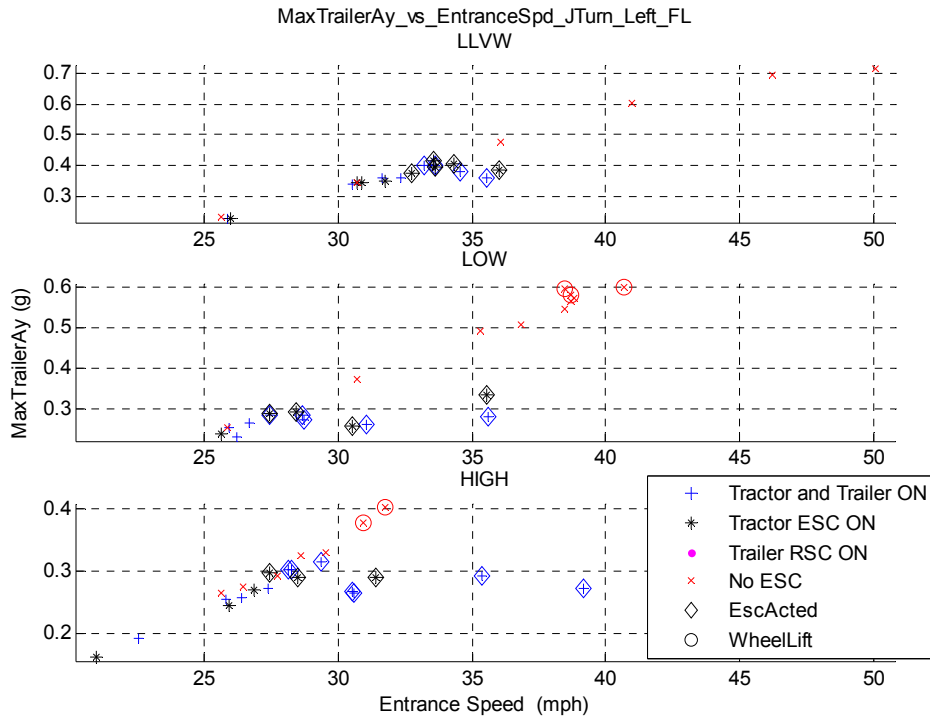 MaxTrailerAy_vs_EntranceSpd_JTurn_Left_FL
LLVW
0.7
0.6
0.5
0.4
0.3
25 30 35 40 45 50
LOW
MaxTrailerAy (g)
0.6
0.5
0.4
0.3
25 30 35 40 45 50
HIGH
0.4
0.3
0.2
25 30 35 40 45 50
Entrance Speed (mph)
Tractor and Trailer ON
Tractor ESC ON
Trailer RSC ON
No ESC
EscActed
WheelLift